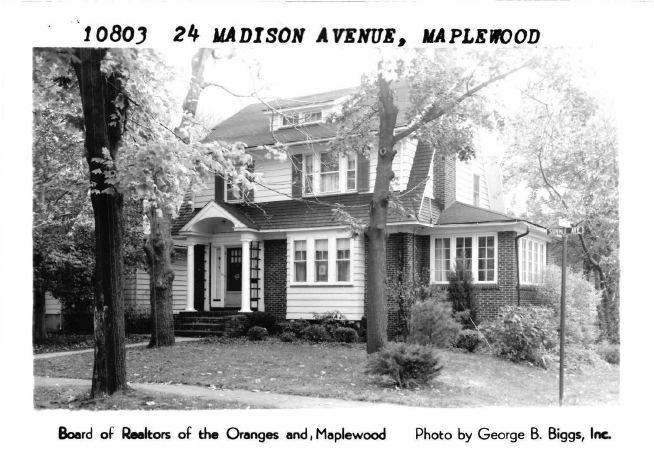 10803 24 MADISON AVENUE, MAPLEWOOD
Board of Realtors of the Oranges and, Maplewood Photo by George B. Biggs, Inc.